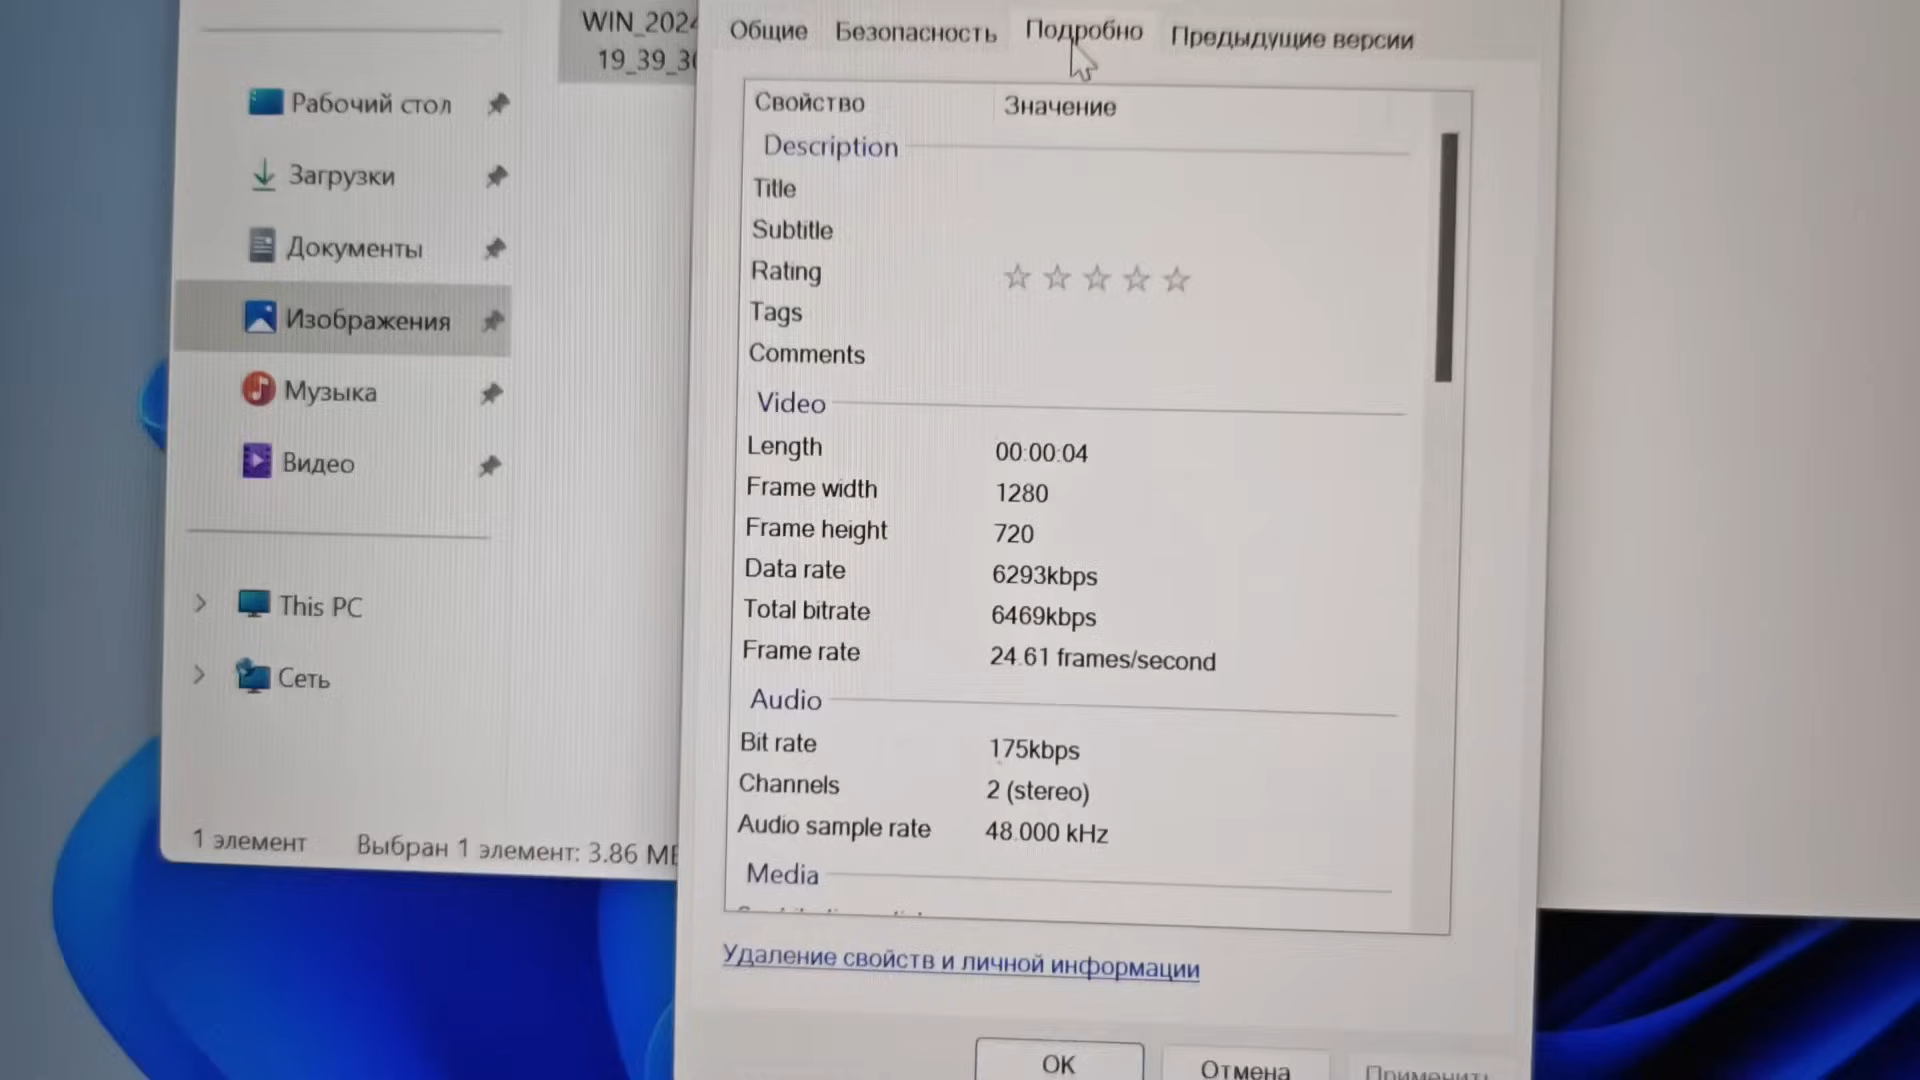 WIN_2024
19_39_30
Рабочий стол
Загрузки
Документы
Изображения
Музыка
Видео
This PC
Сеть
1 элемент Выбран 1 элемент: 3.86 МБ
Общие Безопасность Подробно Предыдущие версии
Свойство Значение
Description
Title
Subtitle
Rating
Tags
Comments
Video
Length 00:00:04
Frame width 1280
Frame height 720
Data rate 6293kbps
Total bitrate 6469kbps
Frame rate 24.61 frames/second
Audio
Bit rate 175kbps
Channels 2 (stereo)
Audio sample rate 48.000 kHz
Media
Удаление свойств и личной информации
OK Отмена Применить